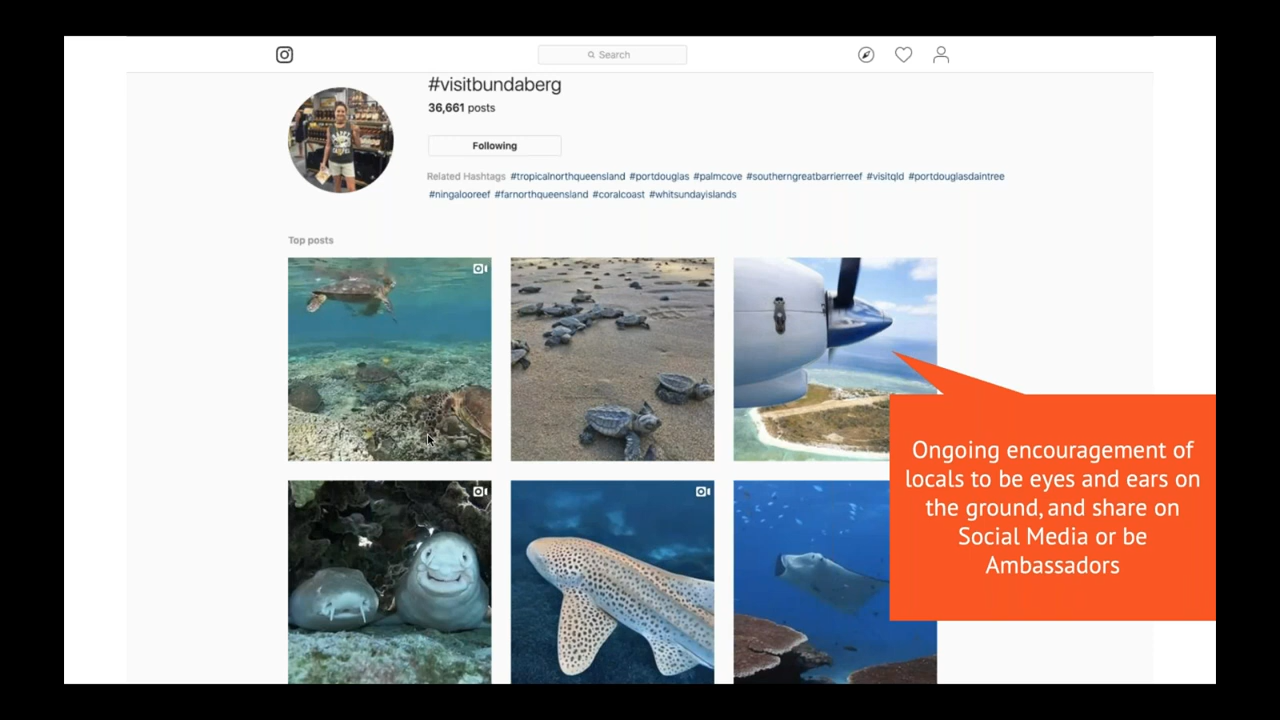 Search
#visitbundaberg
36,661 posts
Following
Related Hashtags #tropicalnorthqueensland #portdouglas #palmcove #southerngreatbarrierreef #visitqld #portdouglasdaintree
#ningalooreef #farnorthqueensland #coralcoast #whitsundayislands
Top posts
Ongoing encouragement of
locals to be eyes and ears on
the ground, and share on
Social Media or be
Ambassadors